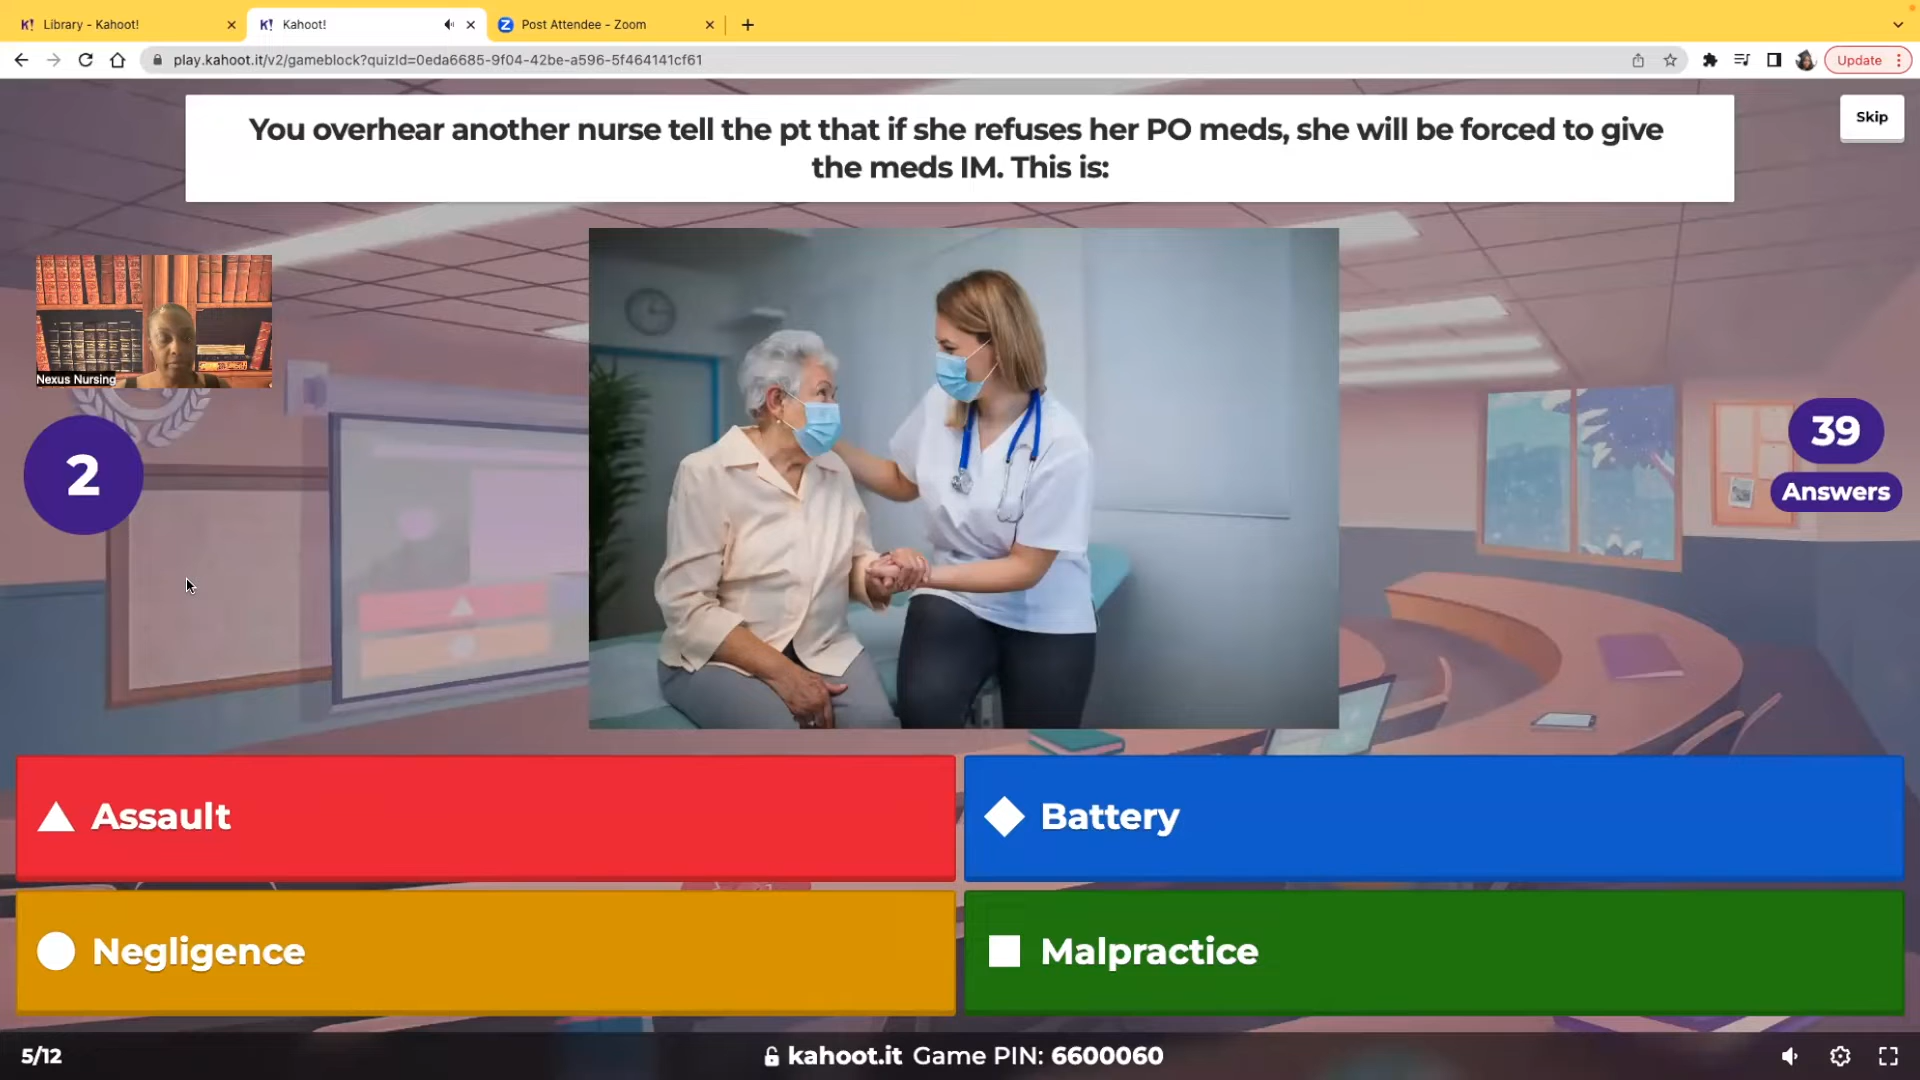 Library - Kahoot!
Kahoot!
Post Attendee - Zoom
play.kahoot.it/v2/gameblock?quizId=0eda6685-9f04-42be-a596-5f464141cf61
Update
You overhear another nurse tell the pt that if she refuses her PO meds, she will be forced to give
the meds IM. This is:
Skip
Nexus Nursing
2
39
Answers
Assault
Battery
Negligence
Malpractice
5/12
kahoot.it Game PIN: 6600060